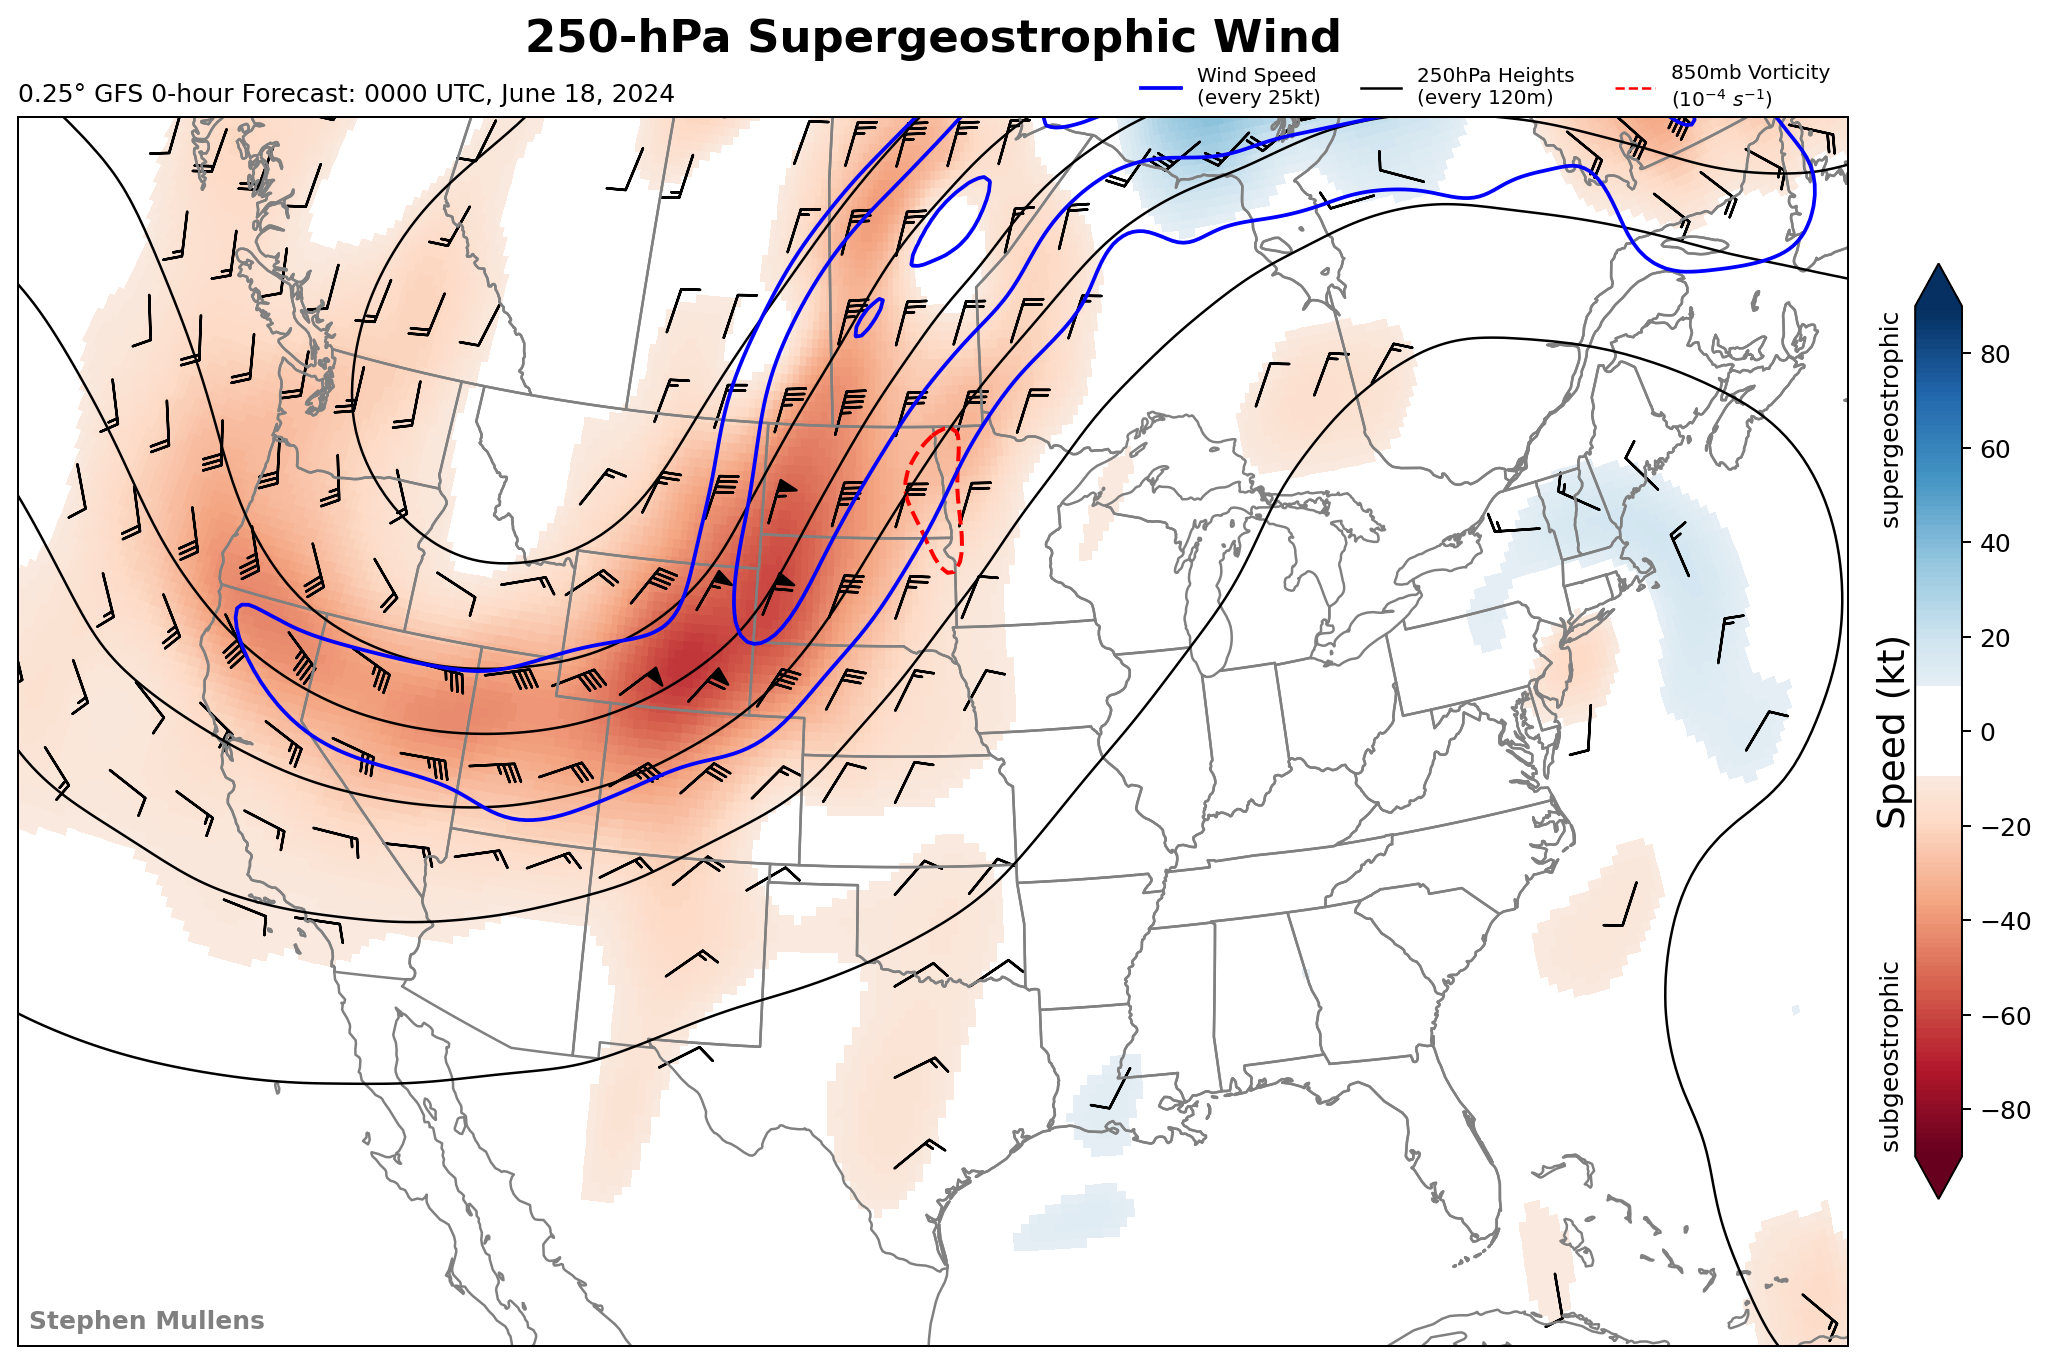 250-hPa Supergeostrophic Wind
0.25° GFS 0-hour Forecast: 0000 UTC, June 18, 2024
Wind Speed
(every 25kt)
250hPa Heights
(every 120m)
850mb Vorticity
(10⁻⁴ s⁻¹)
supergeostrophic
Speed (kt)
subgeostrophic
80
60
40
20
0
−20
−40
−60
−80
Stephen Mullens